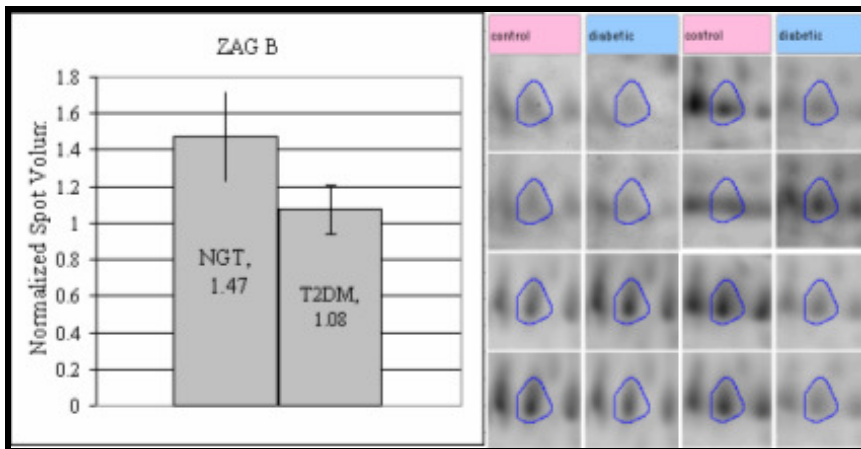 ZAG B
Normalized Spot Volum
1.8
1.6
1.4
1.2
1
0.8
0.6
0.4
0.2
0
NGT,
1.47
T2DM,
1.08
control diabetic control diabetic